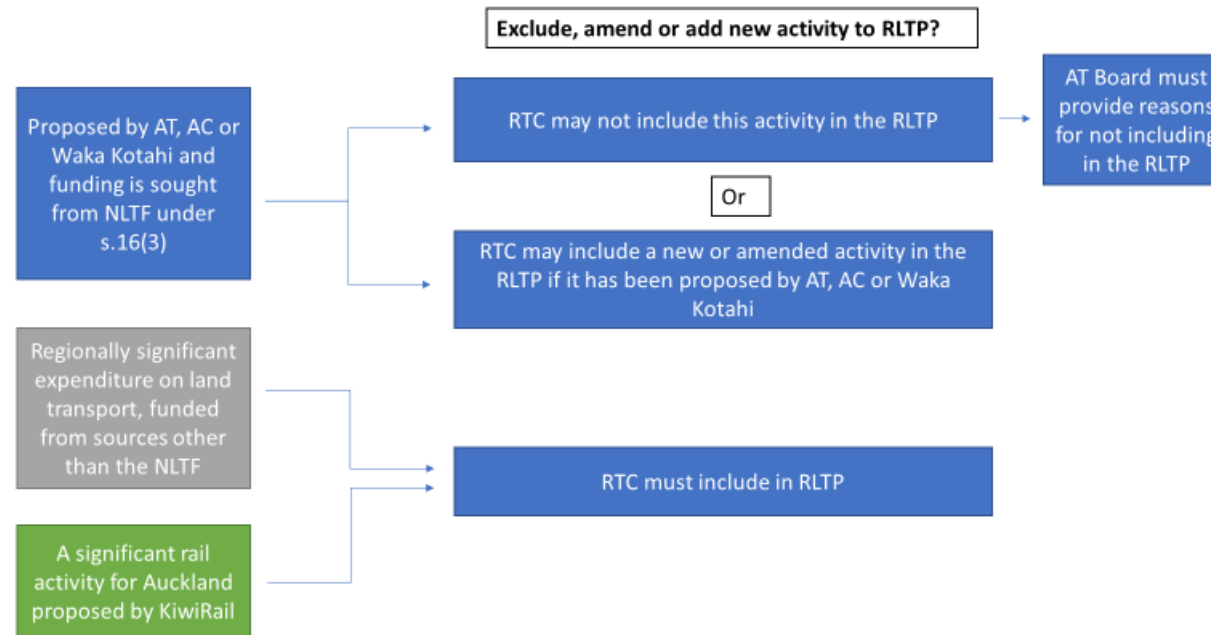 Exclude, amend or add new activity to RLTP?
Proposed by AT, AC or
Waka Kotahi and
funding is sought
from NLTF under
s.16(3)
RTC may not include this activity in the RLTP
AT Board must
provide reasons
for not including
in the RLTP
Or
RTC may include a new or amended activity in the
RLTP if it has been proposed by AT, AC or Waka
Kotahi
Regionally significant
expenditure on land
transport, funded
from sources other
than the NLTF
RTC must include in RLTP
A significant rail
activity for Auckland
proposed by KiwiRail